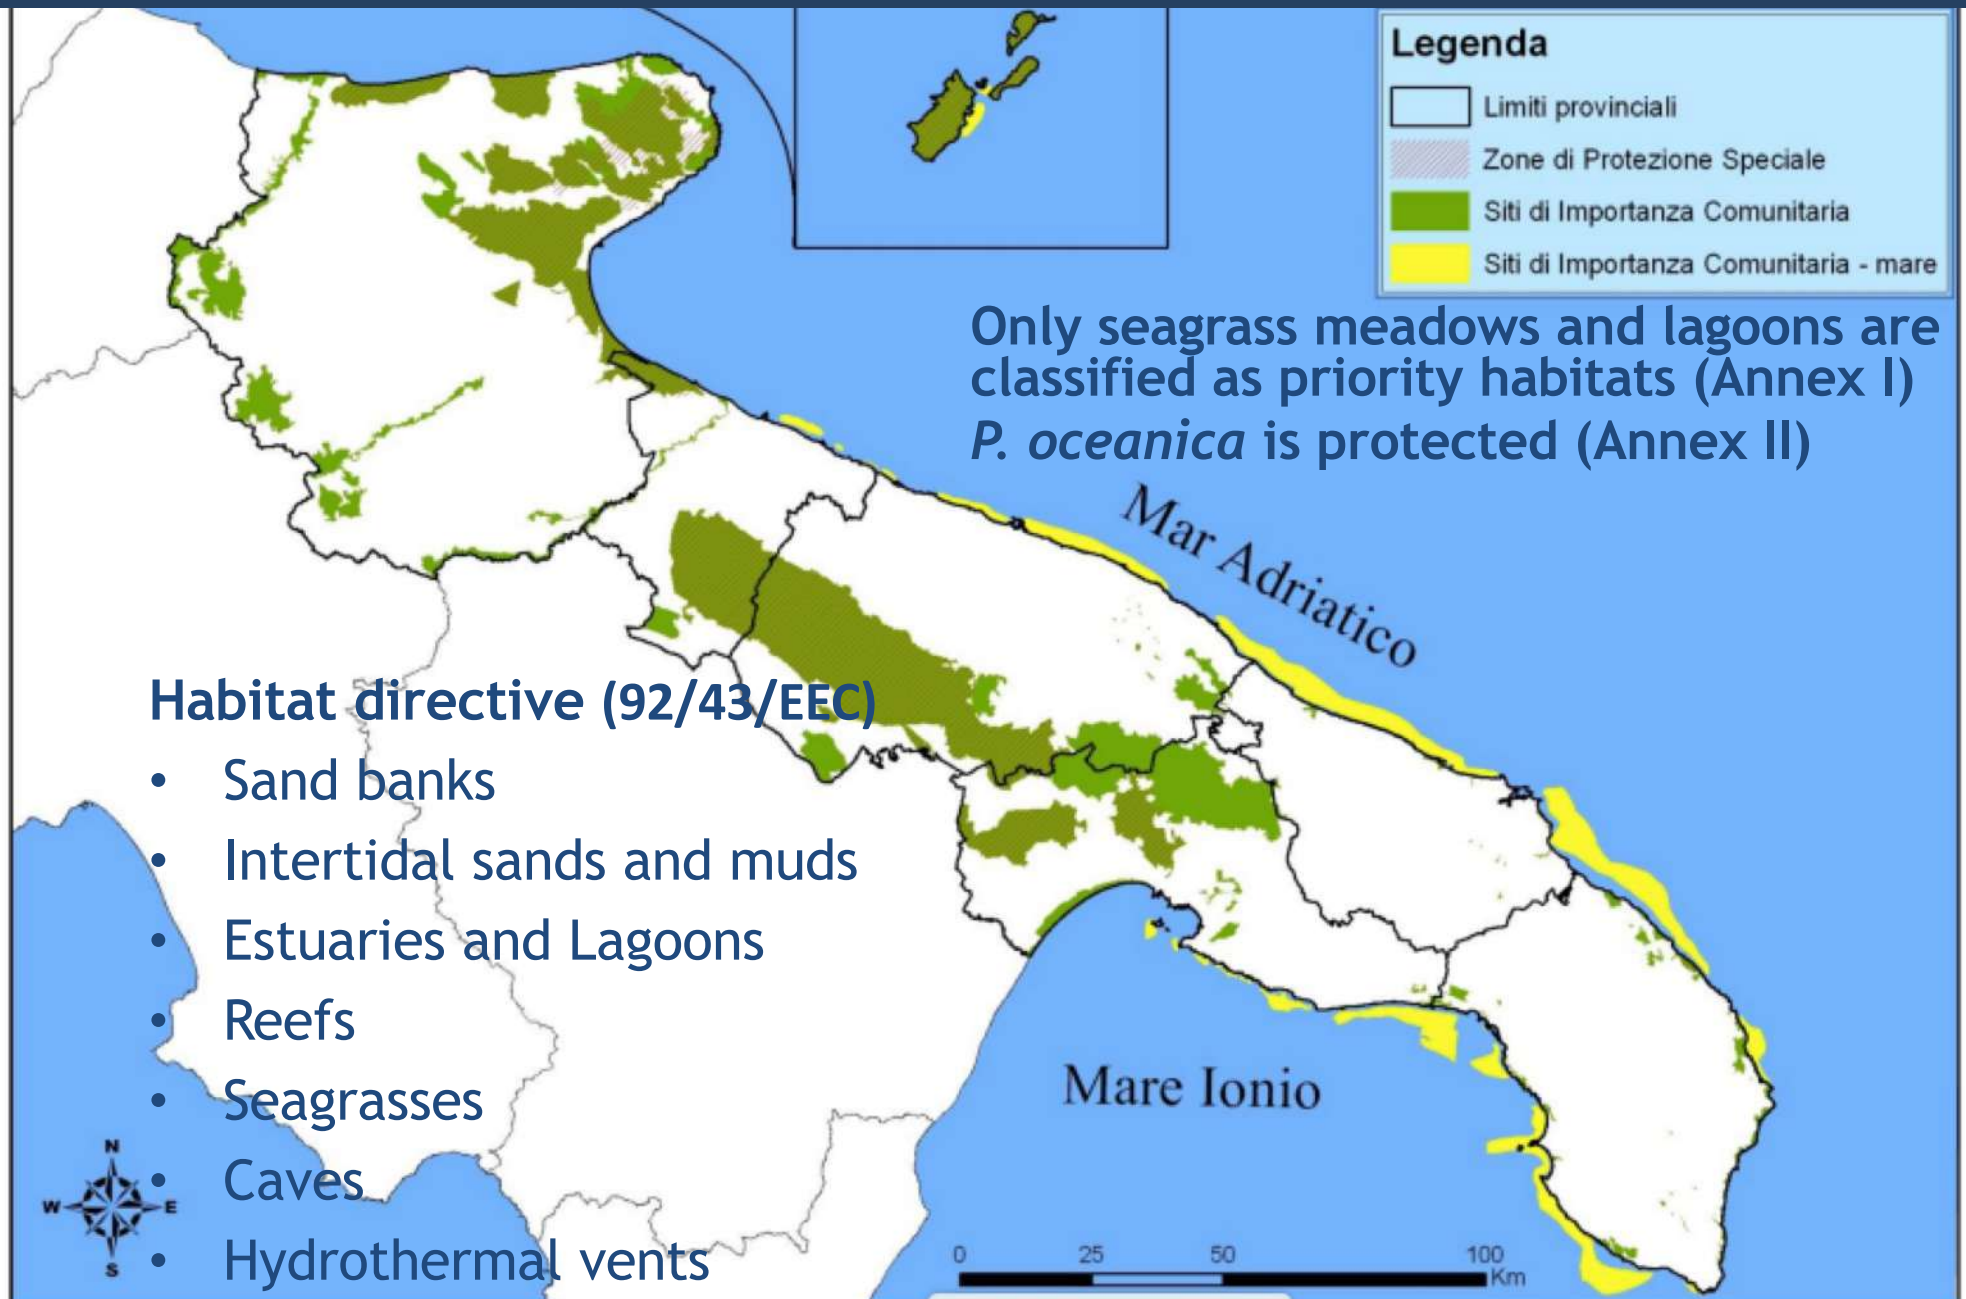 Legenda
Limiti provinciali
Zone di Protezione Speciale
Siti di Importanza Comunitaria
Siti di Importanza Comunitaria - mare
Only seagrass meadows and lagoons are
classified as priority habitats (Annex I)
P. oceanica is protected (Annex II)
Mar Adriatico
Habitat directive (92/43/EEC)
• Sand banks
• Intertidal sands and muds
• Estuaries and Lagoons
• Reefs
• Seagrasses
• Caves
• Hydrothermal vents
Mare Ionio
N
W E
S
0 25 50 100
Km